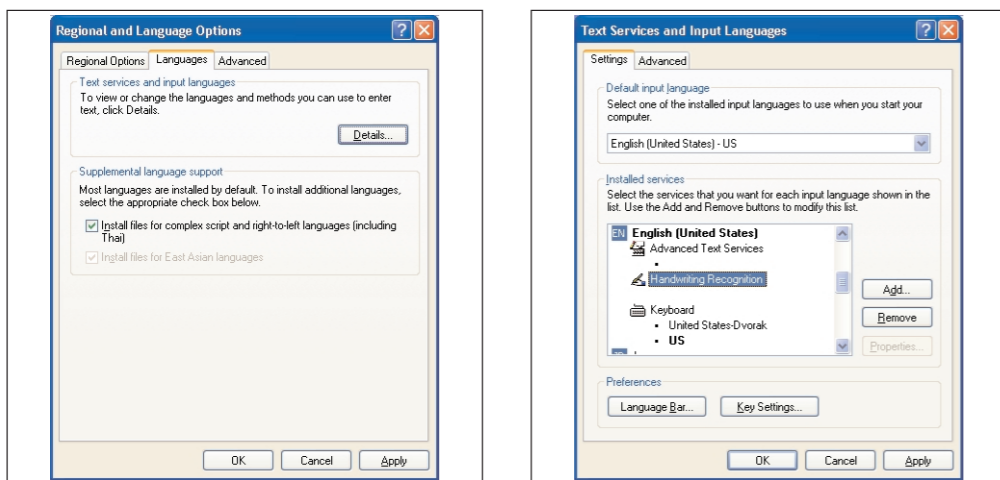 Regional and Language Options
Regional Options Languages Advanced
Text services and input languages
To view or change the languages and methods you can use to enter
text, click Details.
Details...
Supplemental language support
Most languages are installed by default. To install additional languages,
select the appropriate check box below.
Install files for complex script and right-to-left languages (including
Thai)
Install files for East Asian languages
OK Cancel Apply
Text Services and Input Languages
Settings Advanced
Default input language
Select one of the installed input languages to use when you start your
computer.
English (United States) - US
Installed services
Select the services that you want for each input language shown in the
list. Use the Add and Remove buttons to modify this list.
EN English (United States)
Advanced Text Services
Handwriting Recognition
Keyboard
• United States-Dvorak
• US
Add...
Remove
Properties...
Preferences
Language Bar... Key Settings...
OK Cancel Apply